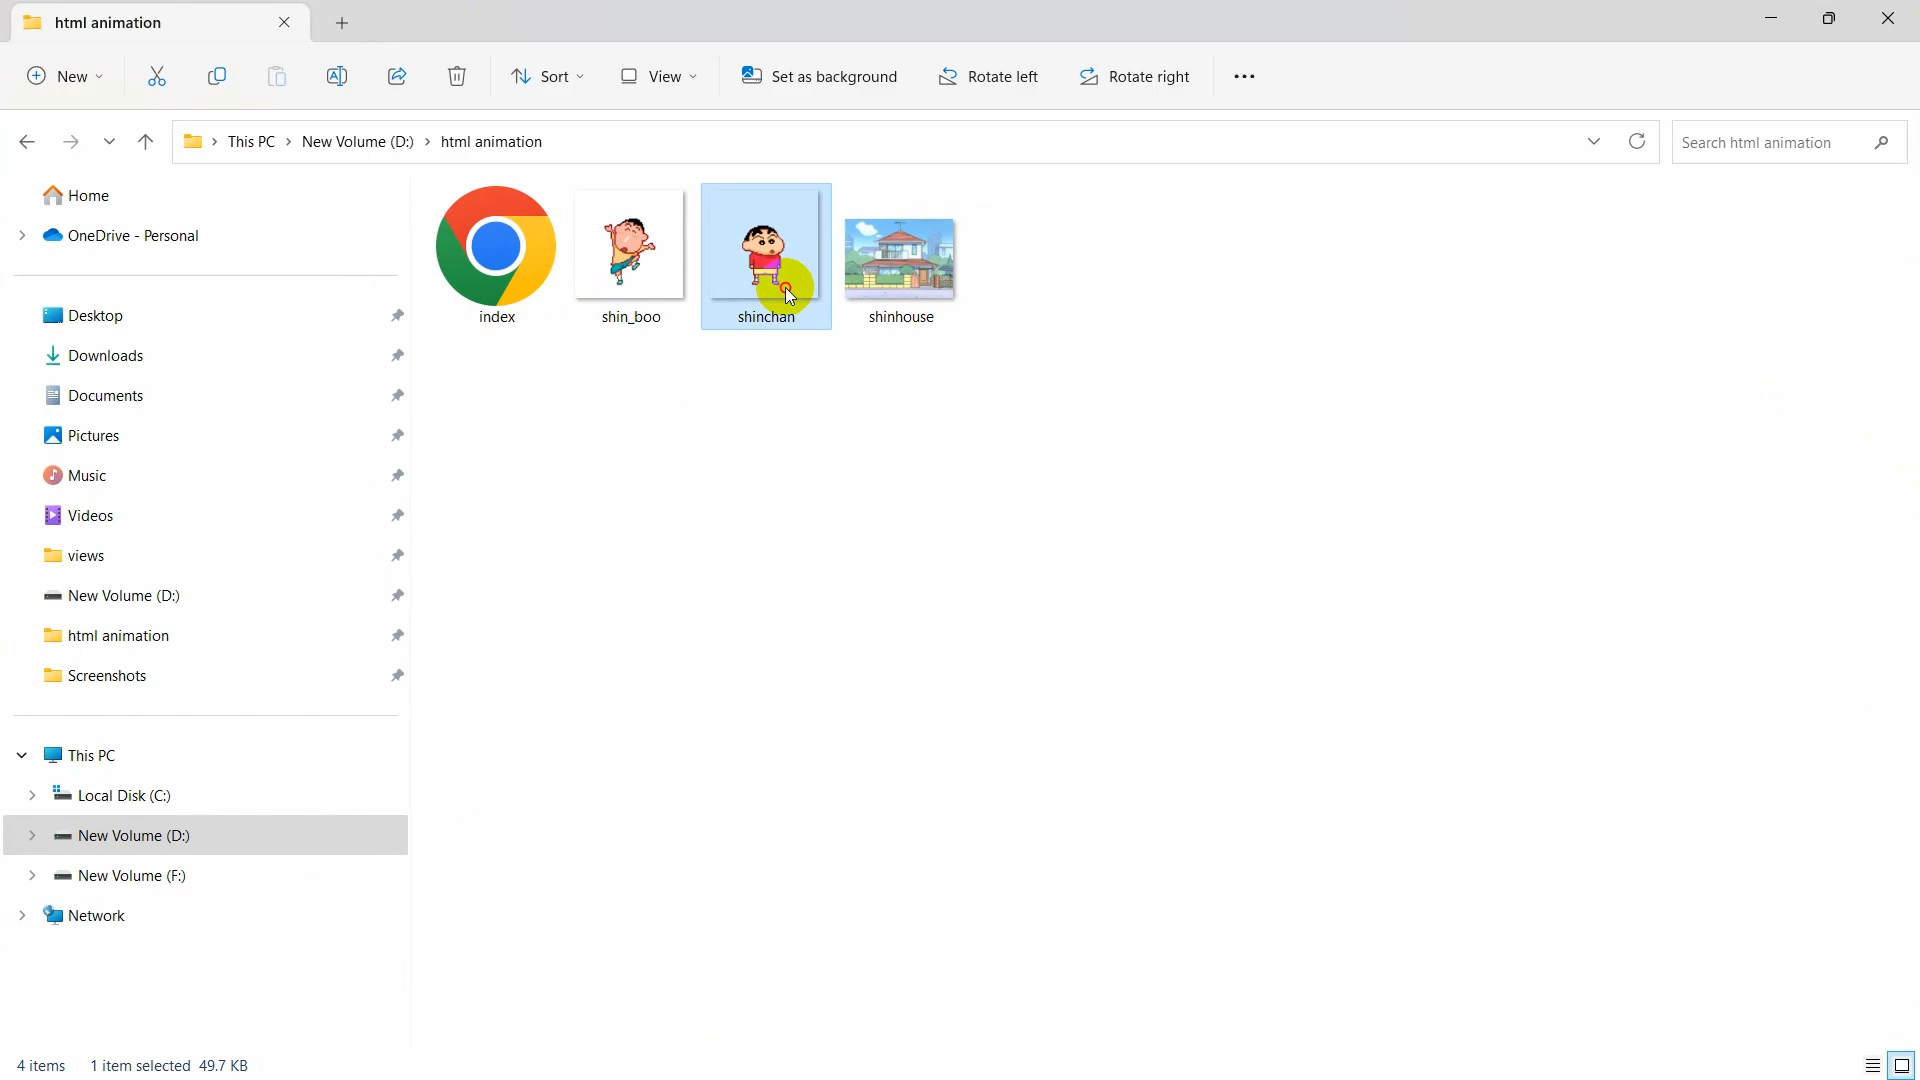 html animation
New
Sort
View
Set as background
Rotate left
Rotate right
This PC
New Volume (D:)
html animation
Search html animation
Home
OneDrive - Personal
Desktop
Downloads
Documents
Pictures
Music
Videos
views
New Volume (D:)
html animation
Screenshots
This PC
Local Disk (C:)
New Volume (D:)
New Volume (F:)
Network
index
shin_boo
shinchan
shinhouse
4 items
1 item selected 49.7 KB